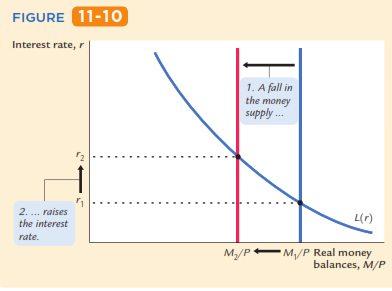 FIGURE 11-10
Interest rate, r
1. A fall in
the money
supply ...
r₂
r₁
2. ... raises
the interest
rate.
L(r)
M₂/P M₁/P Real money
balances, M/P